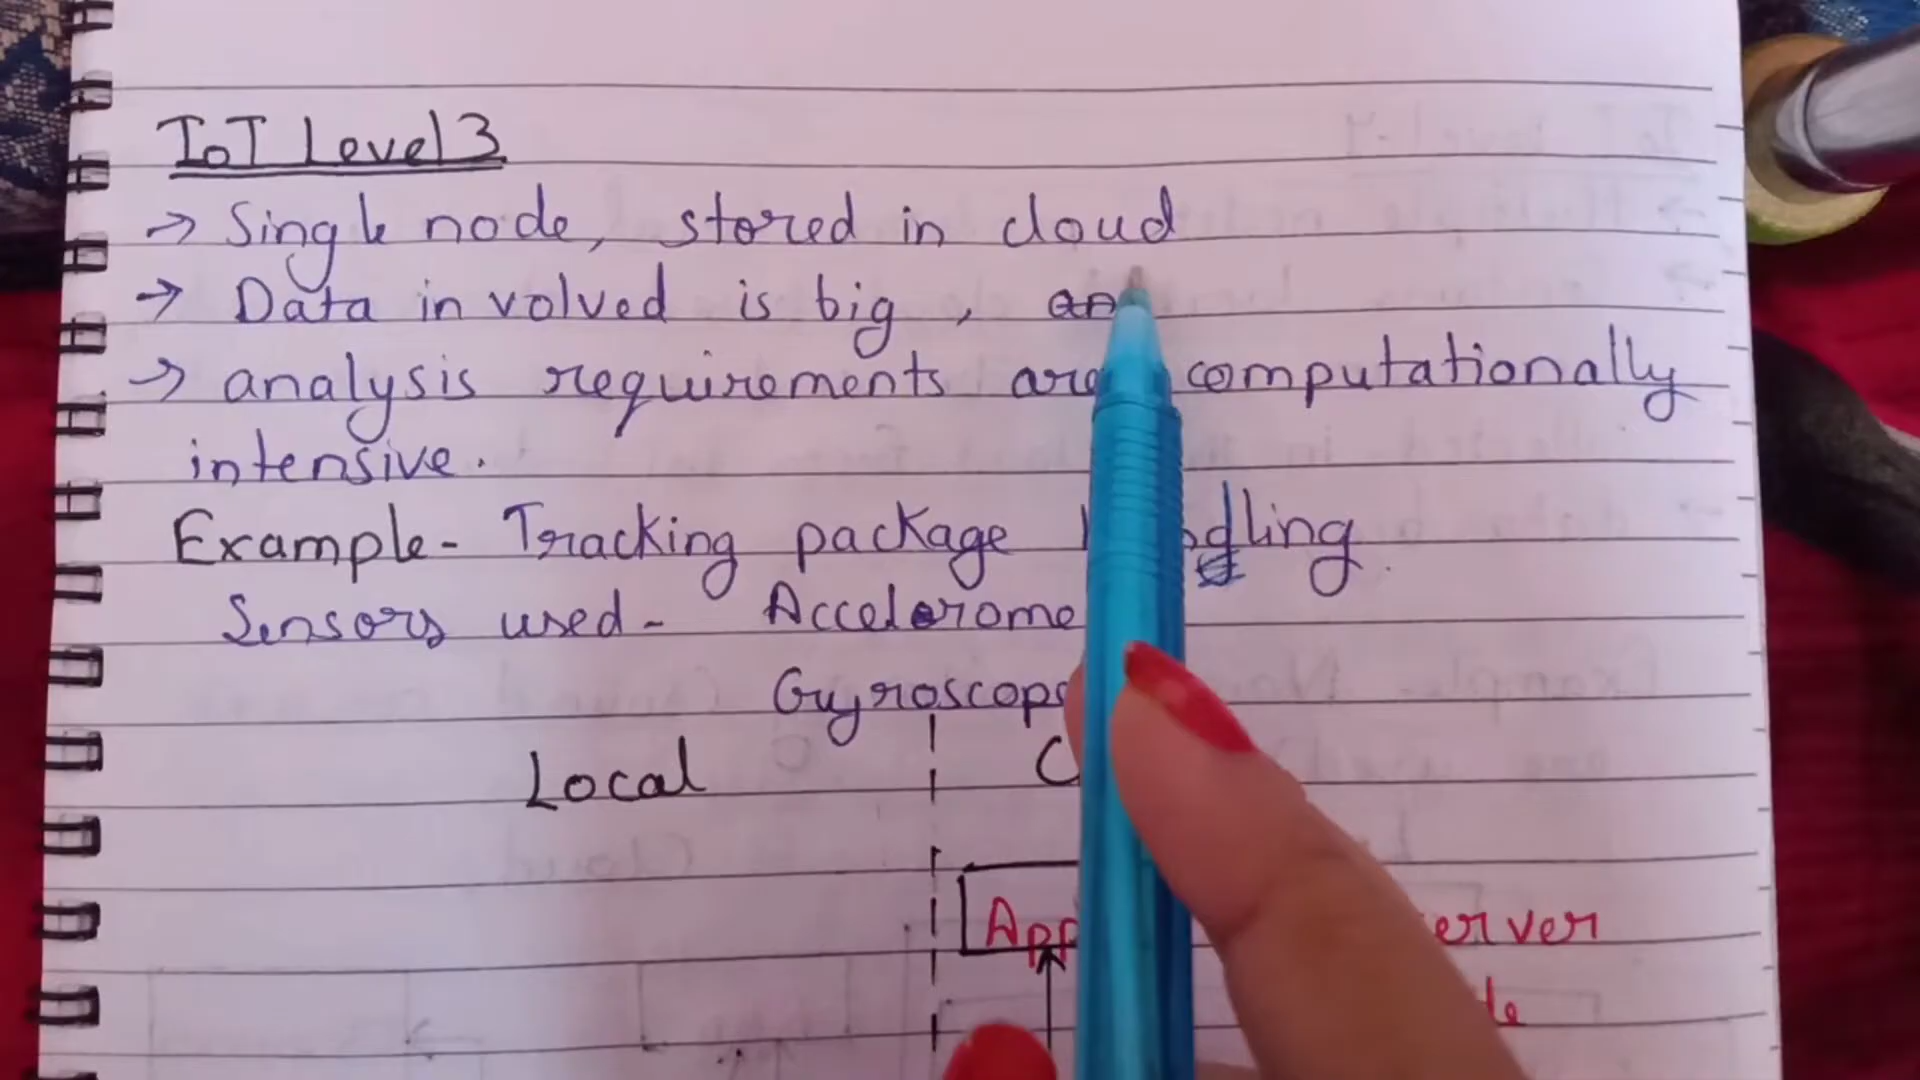 IoT Level 3
→ Single node, stored in cloud
→ Data involved is big,
→ analysis requirements are computationally
intensive.
Example- Tracking package
Sensors used-
Local